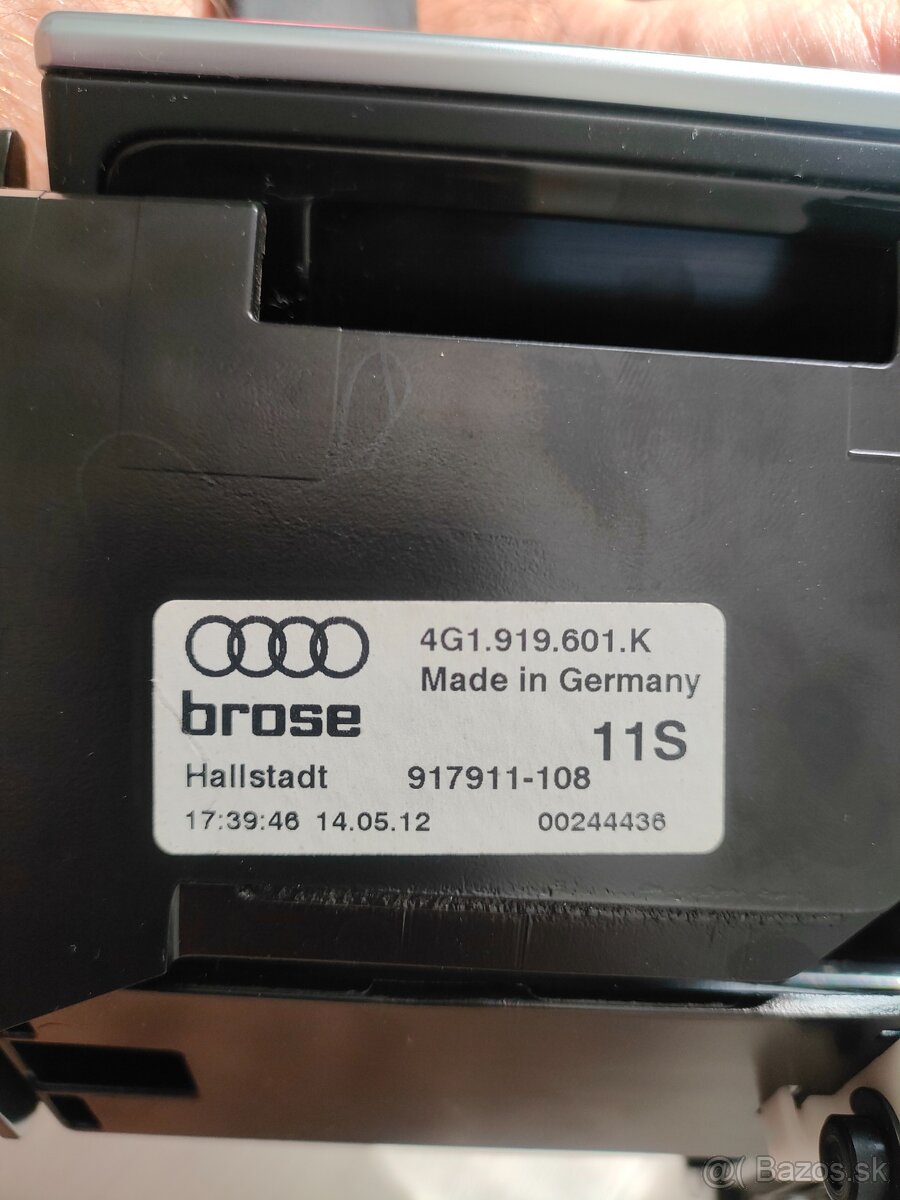 4G1.919.601.K
Made in Germany
brose
11S
Hallstadt 917911-108
17:39:46 14.05.12 00244436
@( Bazos.sk